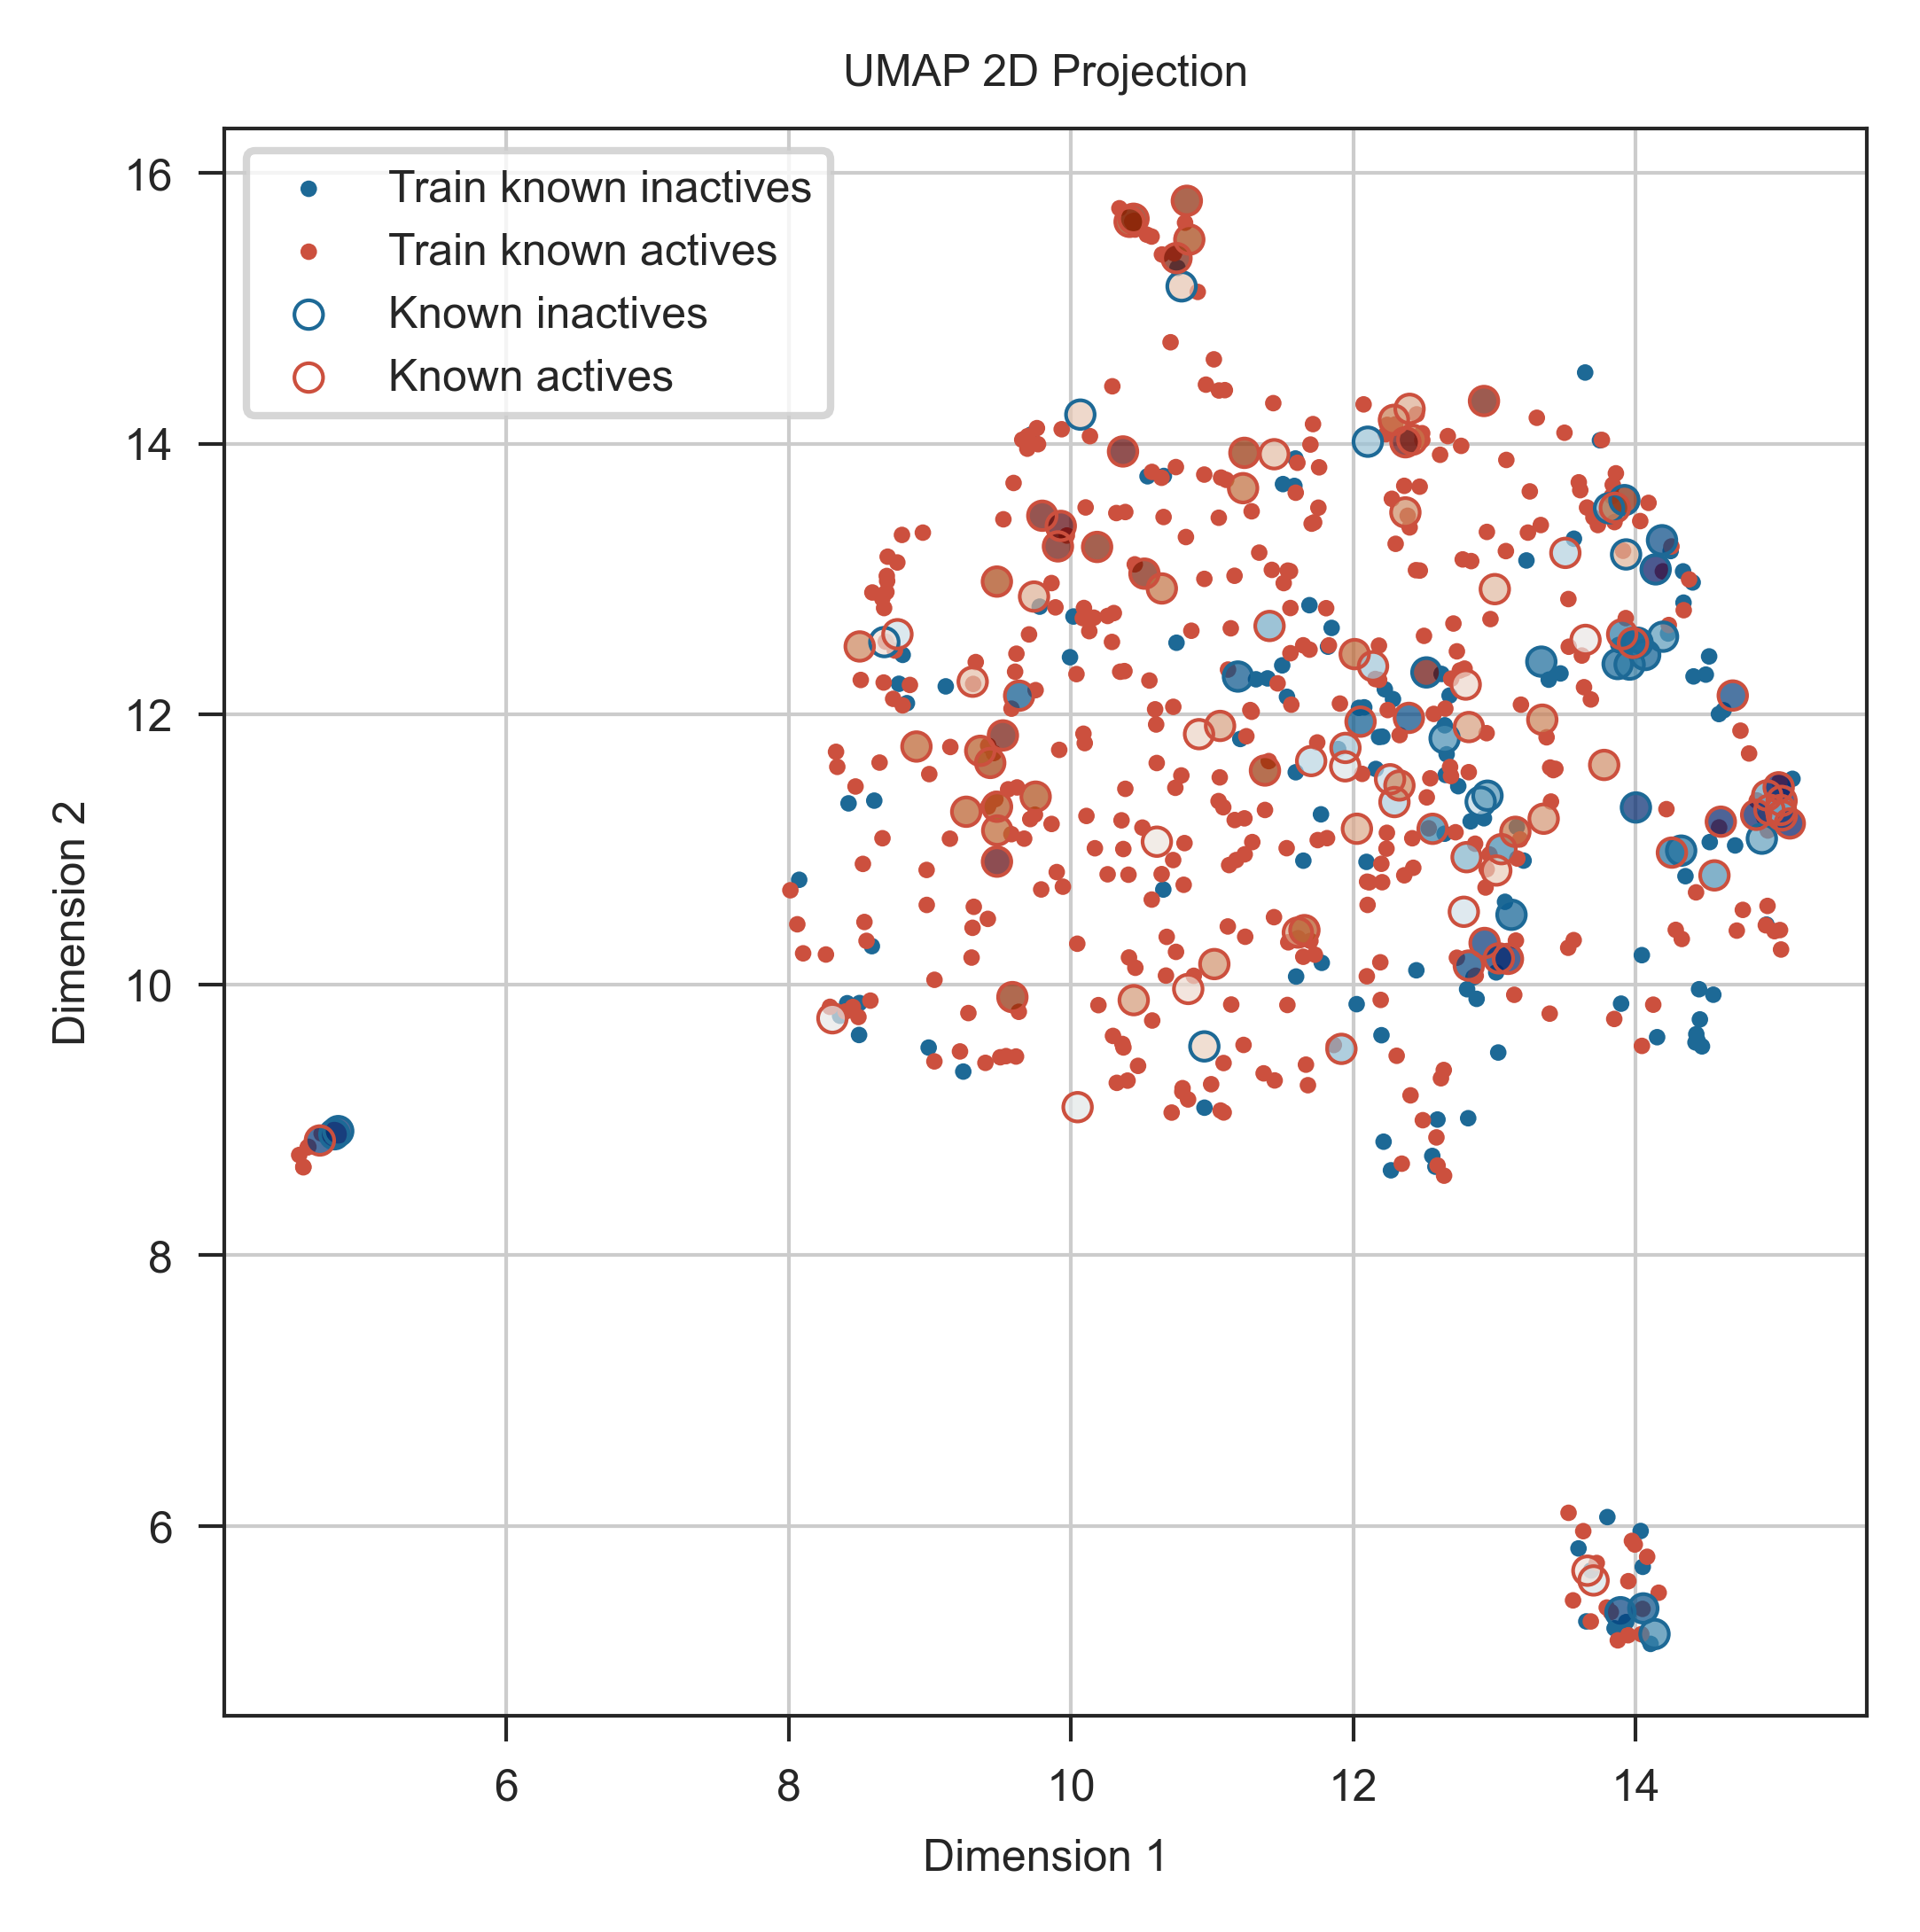 UMAP 2D Projection
Train known inactives
Train known actives
Known inactives
Known actives
16
14
12
10
8
6
Dimension 2
6 8 10 12 14
Dimension 1